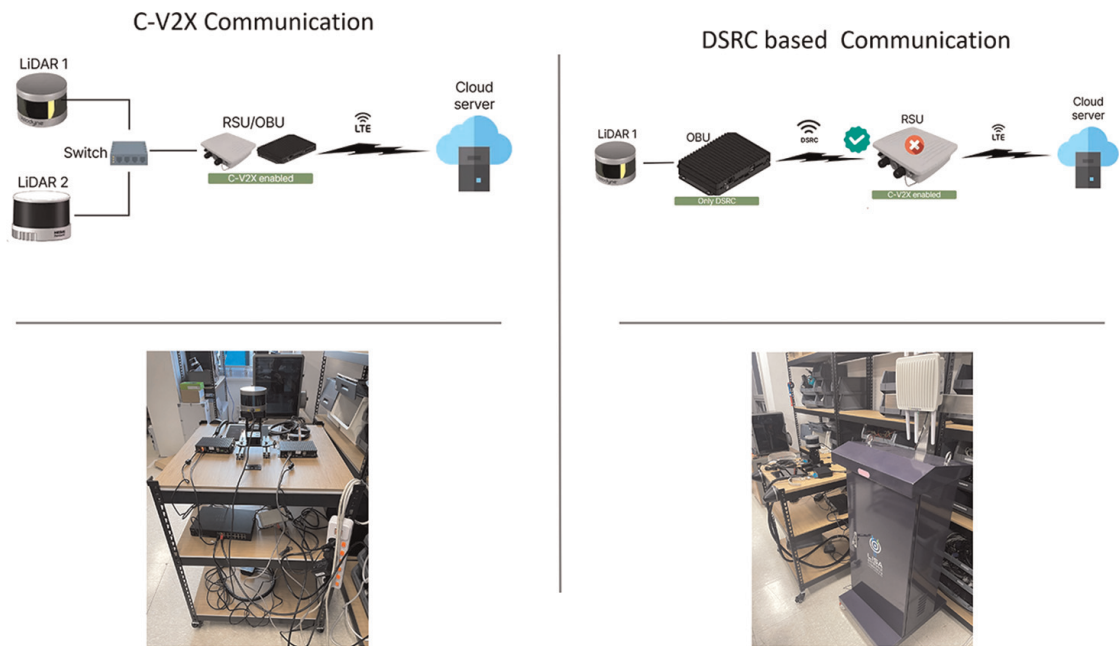 C-V2X Communication
LiDAR 1
Switch
LiDAR 2
RSU/OBU
C-V2X enabled
LTE
Cloud
server
DSRC based Communication
LiDAR 1
OBU
Only DSRC
DSRC
RSU
C-V2X enabled
LTE
Cloud
server